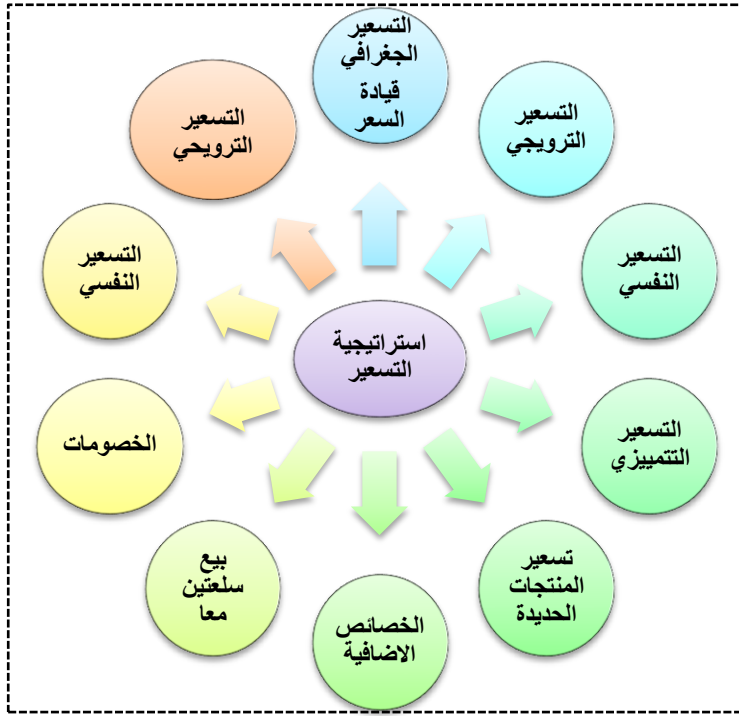 التسعير
الجغرافي
قيادة
السعر
التسعير
الترويجي
التسعير
النفسي
التسعير
التتمييزي
تسعير
المنتجات
الحديدة
الخصائص
الاضافية
بيع
سلعتين
معا
الخصومات
التسعير
النفسي
التسعير
الترويحي
استراتيجية
التسعير